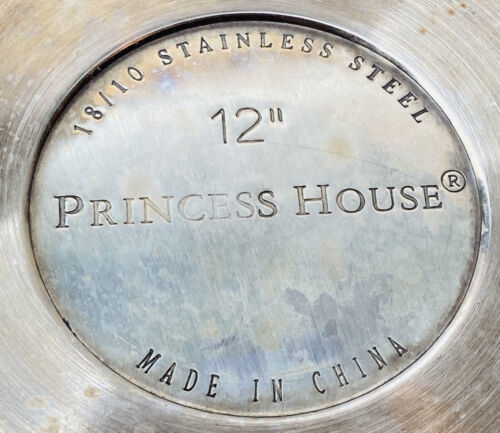 18/10 STAINLESS STEEL
12"
PRINCESS HOUSE®
MADE IN CHINA